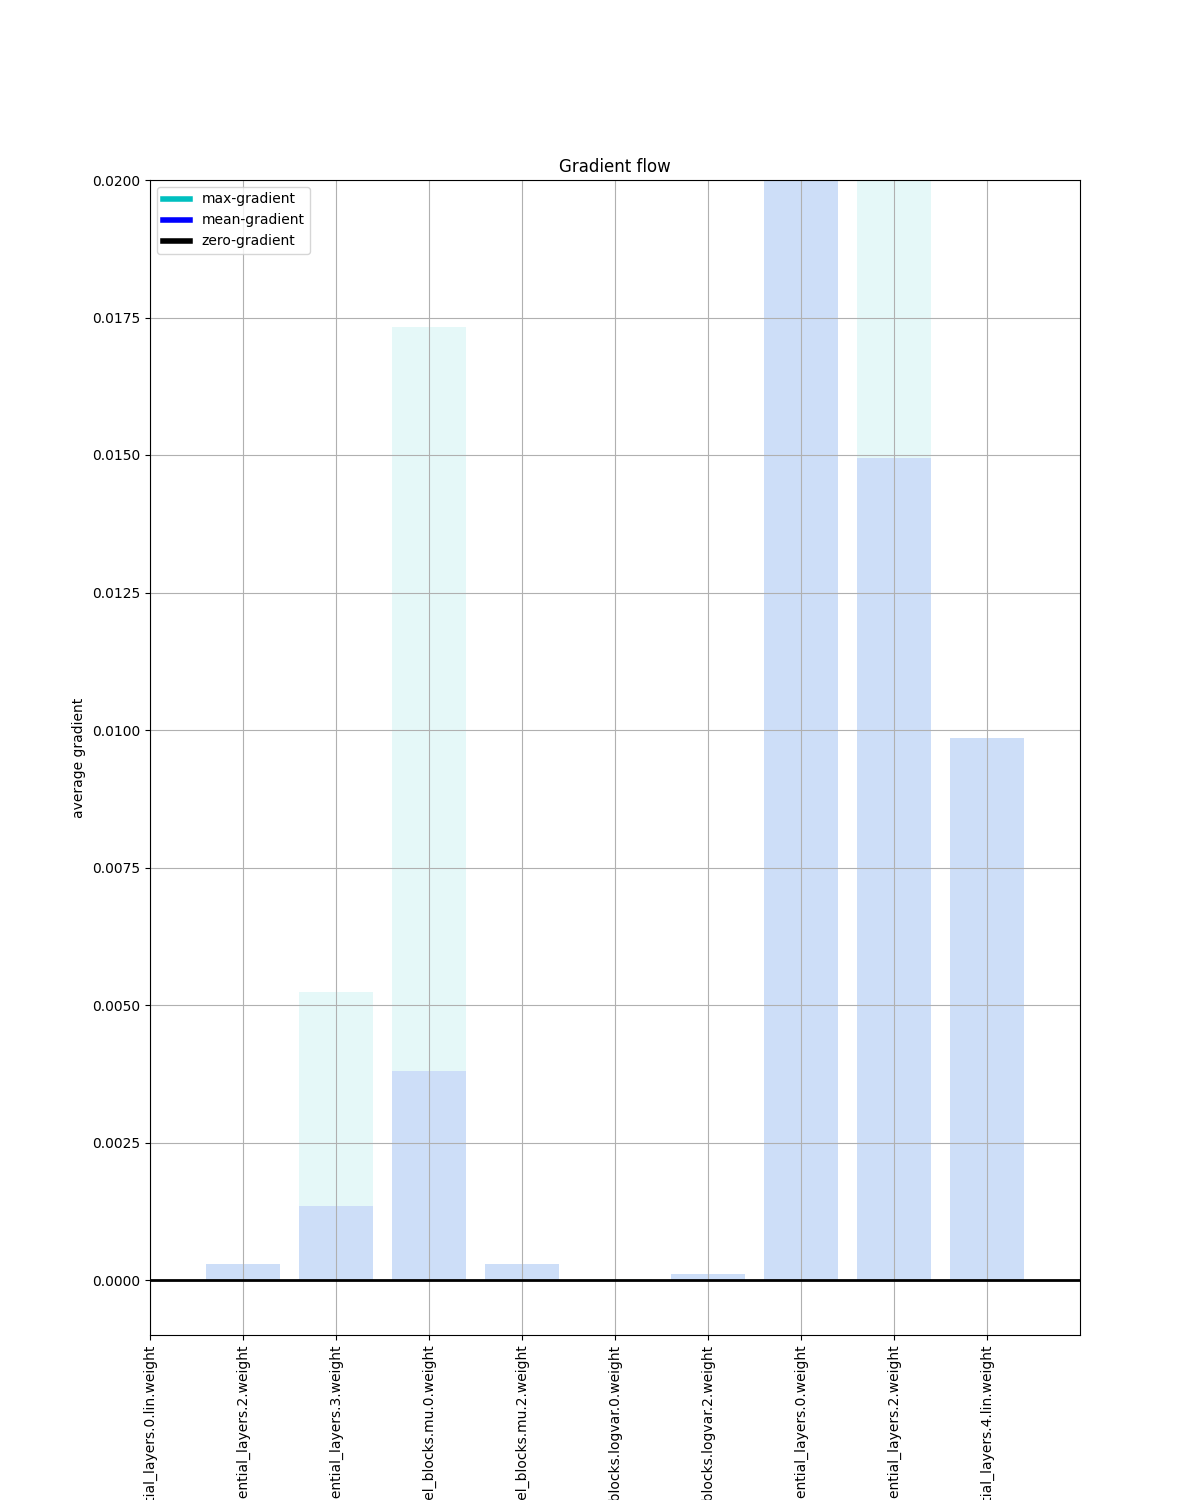 Gradient flow
max-gradient
mean-gradient
zero-gradient
0.0200
0.0175
0.0150
0.0125
0.0100
0.0075
0.0050
0.0025
0.0000
average gradient
tial_layers.0.lin.weight
ential_layers.2.weight
ential_layers.3.weight
el_blocks.mu.0.weight
el_blocks.mu.2.weight
blocks.logvar.0.weight
blocks.logvar.2.weight
ential_layers.0.weight
ential_layers.2.weight
tial_layers.4.lin.weight